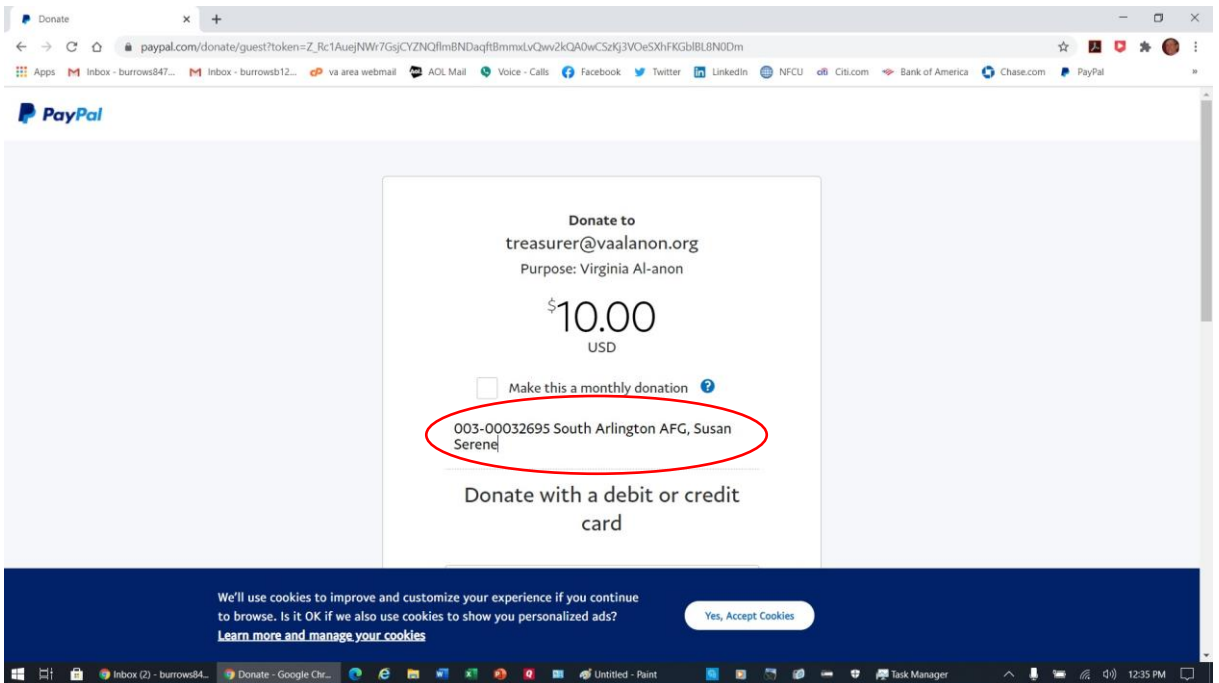 Donate
paypal.com/donate/guest?token=Z_Rc1AuejNWr7GsjCYZNQflmBNDaqftBmmxLvQwv2kQA0wCSzKj3VOeSXhFKGblBL8N0Dm
Apps Inbox - burrows847... Inbox - burrowsb12... va area webmail AOL Mail Voice - Calls Facebook Twitter LinkedIn NFCU citi Citi.com Bank of America Chase.com PayPal »
PayPal
Donate to
treasurer@vaalanon.org
Purpose: Virginia Al-anon
$10.00
USD
Make this a monthly donation ?
003-00032695 South Arlington AFG, Susan
Serene
Donate with a debit or credit
card
We'll use cookies to improve and customize your experience if you continue
to browse. Is it OK if we also use cookies to show you personalized ads?
Learn more and manage your cookies
Yes, Accept Cookies
Inbox (2) - burrows84... Donate - Google Chr... Untitled - Paint Task Manager 12:35 PM